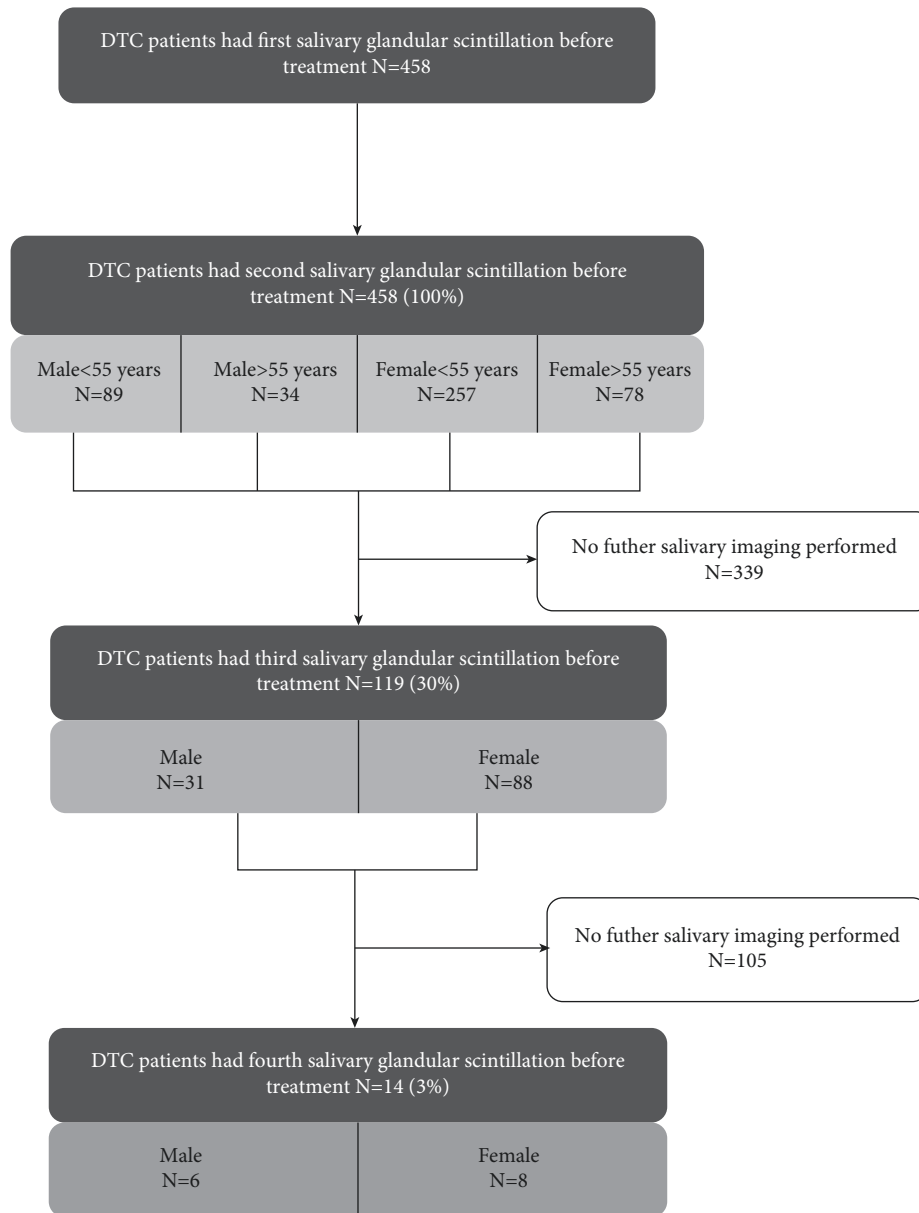 DTC patients had first salivary glandular scintillation before
treatment N=458
DTC patients had second salivary glandular scintillation before
treatment N=458 (100%)
Male<55 years
N=89
Male>55 years
N=34
Female<55 years
N=257
Female>55 years
N=78
No futher salivary imaging performed
N=339
DTC patients had third salivary glandular scintillation before
treatment N=119 (30%)
Male
N=31
Female
N=88
No futher salivary imaging performed
N=105
DTC patients had fourth salivary glandular scintillation before
treatment N=14 (3%)
Male
N=6
Female
N=8